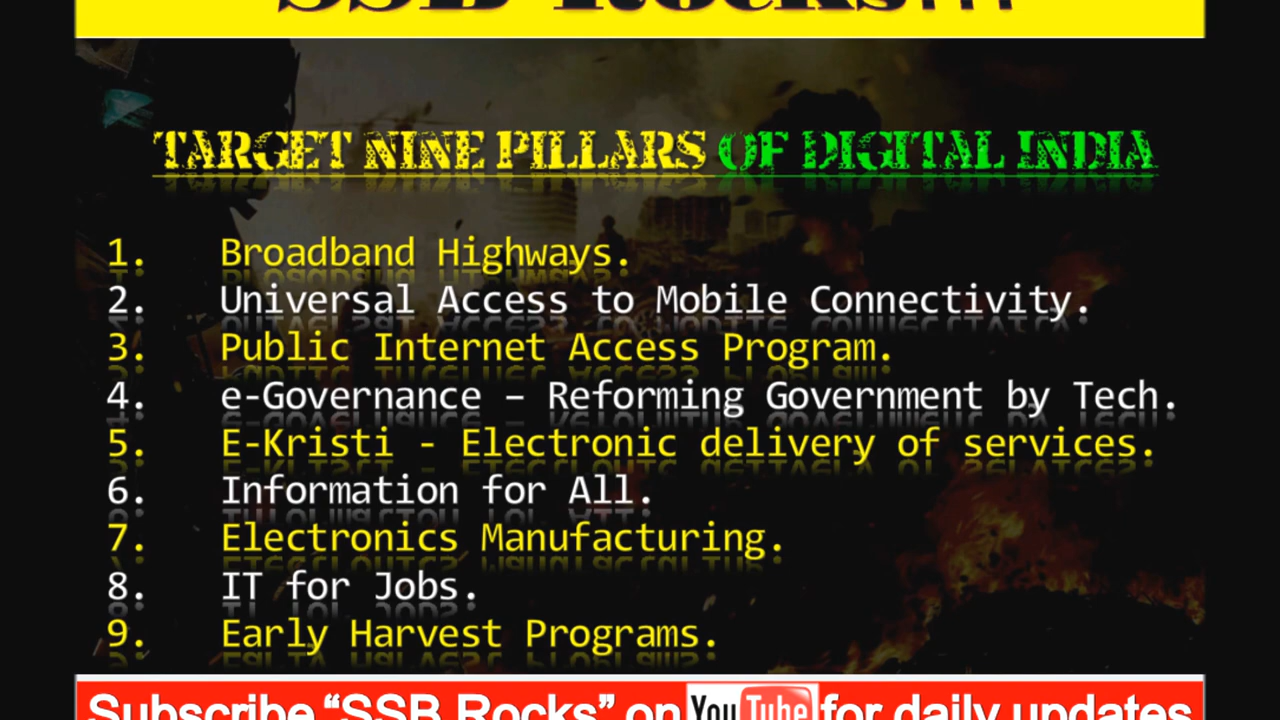 SSB Rocks!!!
TARGET NINE PILLARS OF DIGITAL INDIA
1. Broadband Highways.
2. Universal Access to Mobile Connectivity.
3. Public Internet Access Program.
4. e-Governance – Reforming Government by Tech.
5. E-Kristi - Electronic delivery of services.
6. Information for All.
7. Electronics Manufacturing.
8. IT for Jobs.
9. Early Harvest Programs.
Subscribe “SSB Rocks” on YouTube for daily updates